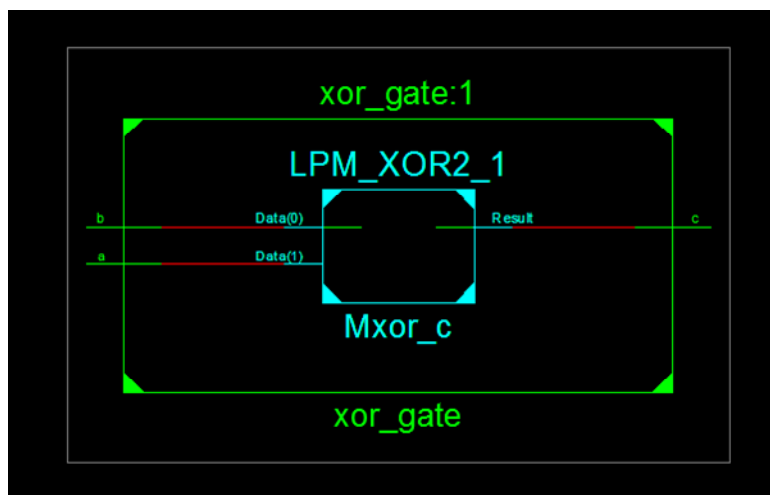 xor_gate:1
LPM_XOR2_1
b Data(0) Result c
a Data(1)
Mxor_c
xor_gate